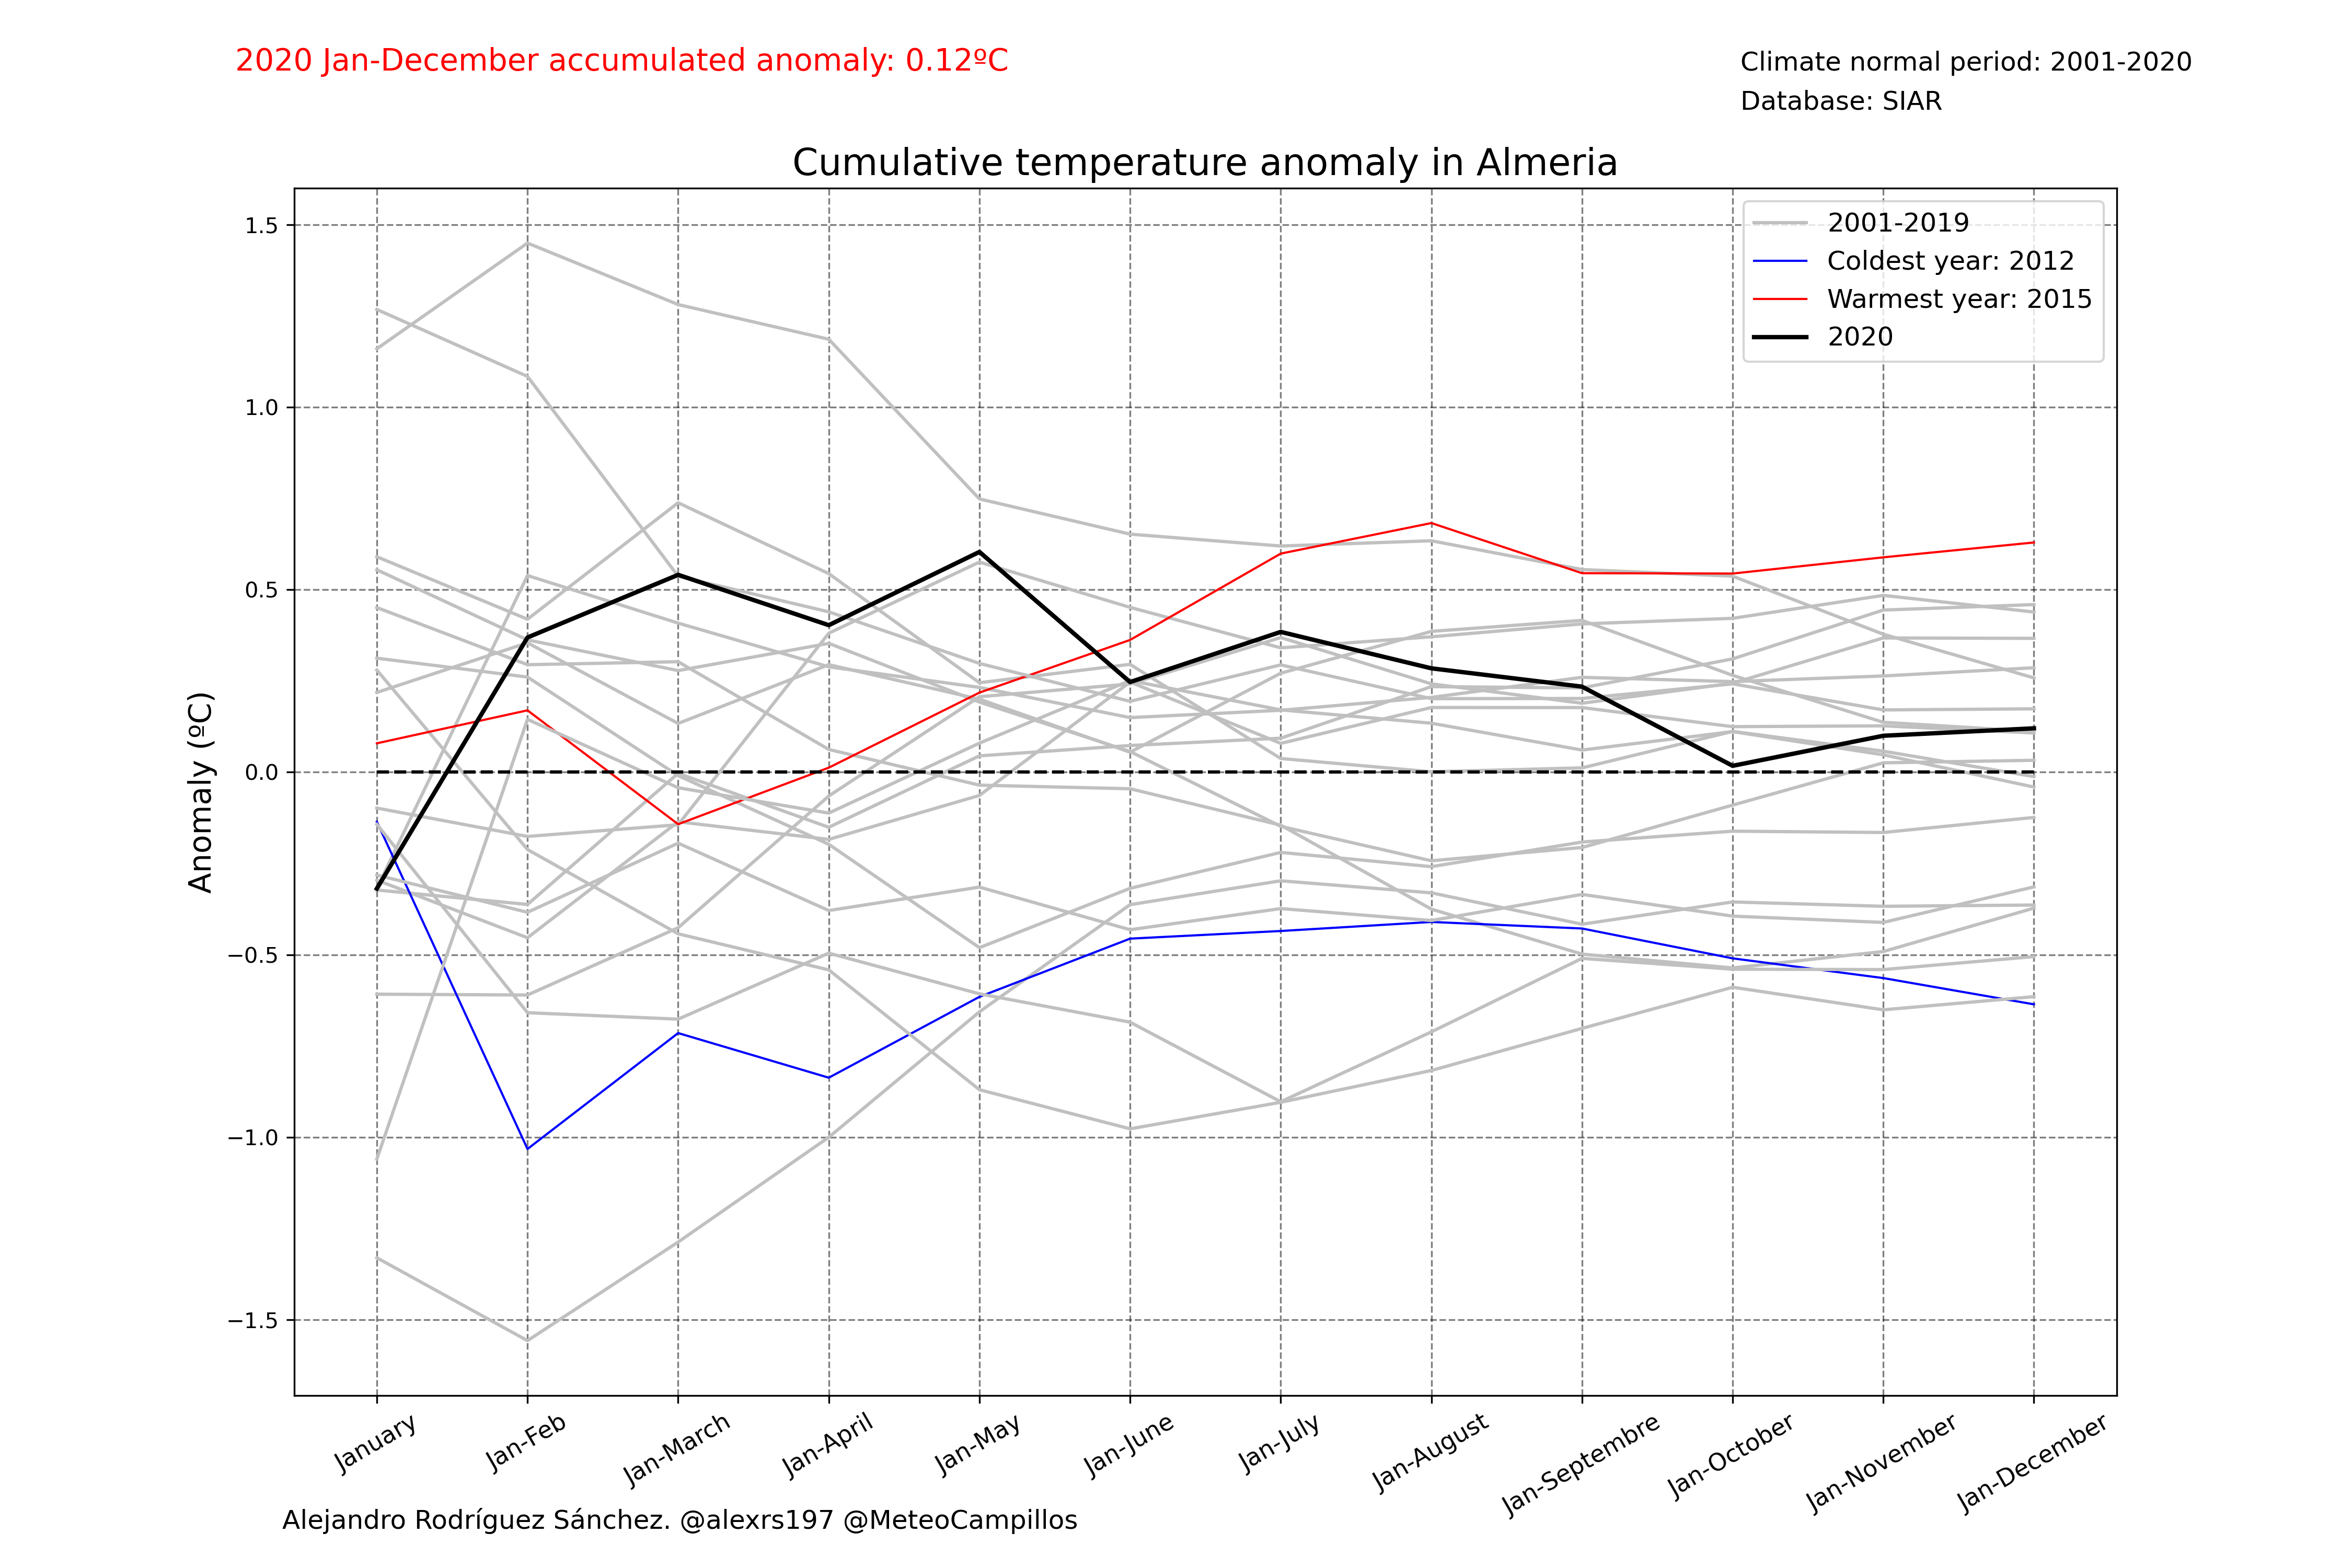 2020 Jan-December accumulated anomaly: 0.12ºC
Climate normal period: 2001-2020
Database: SIAR
Cumulative temperature anomaly in Almeria
2001-2019
Coldest year: 2012
Warmest year: 2015
2020
Anomaly (ºC)
1.5
1.0
0.5
0.0
−0.5
−1.0
−1.5
January
Jan-Feb
Jan-March
Jan-April
Jan-May
Jan-June
Jan-July
Jan-August
Jan-Septembre
Jan-October
Jan-November
Jan-December
Alejandro Rodríguez Sánchez. @alexrs197 @MeteoCampillos